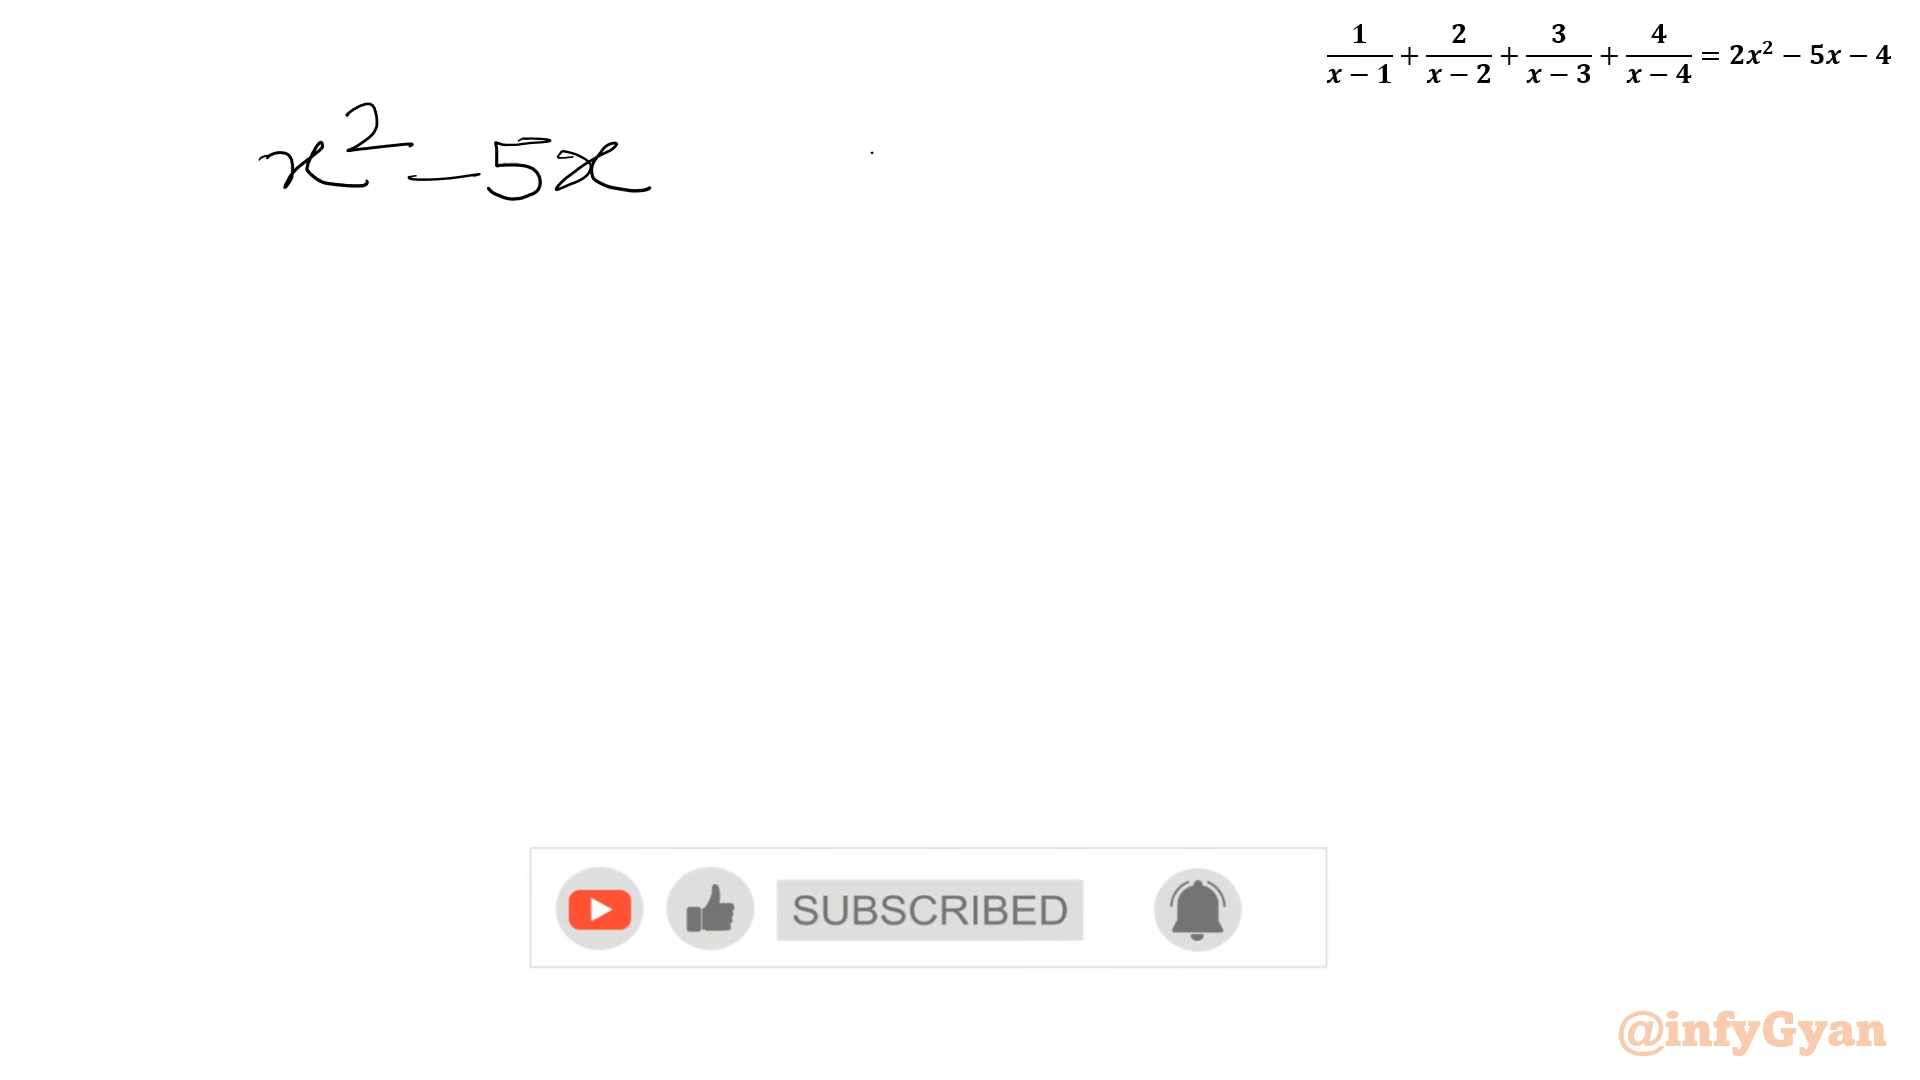 1/(x − 1) + 2/(x − 2) + 3/(x − 3) + 4/(x − 4) = 2x² − 5x − 4
x² − 5x
SUBSCRIBED
@infyGyan